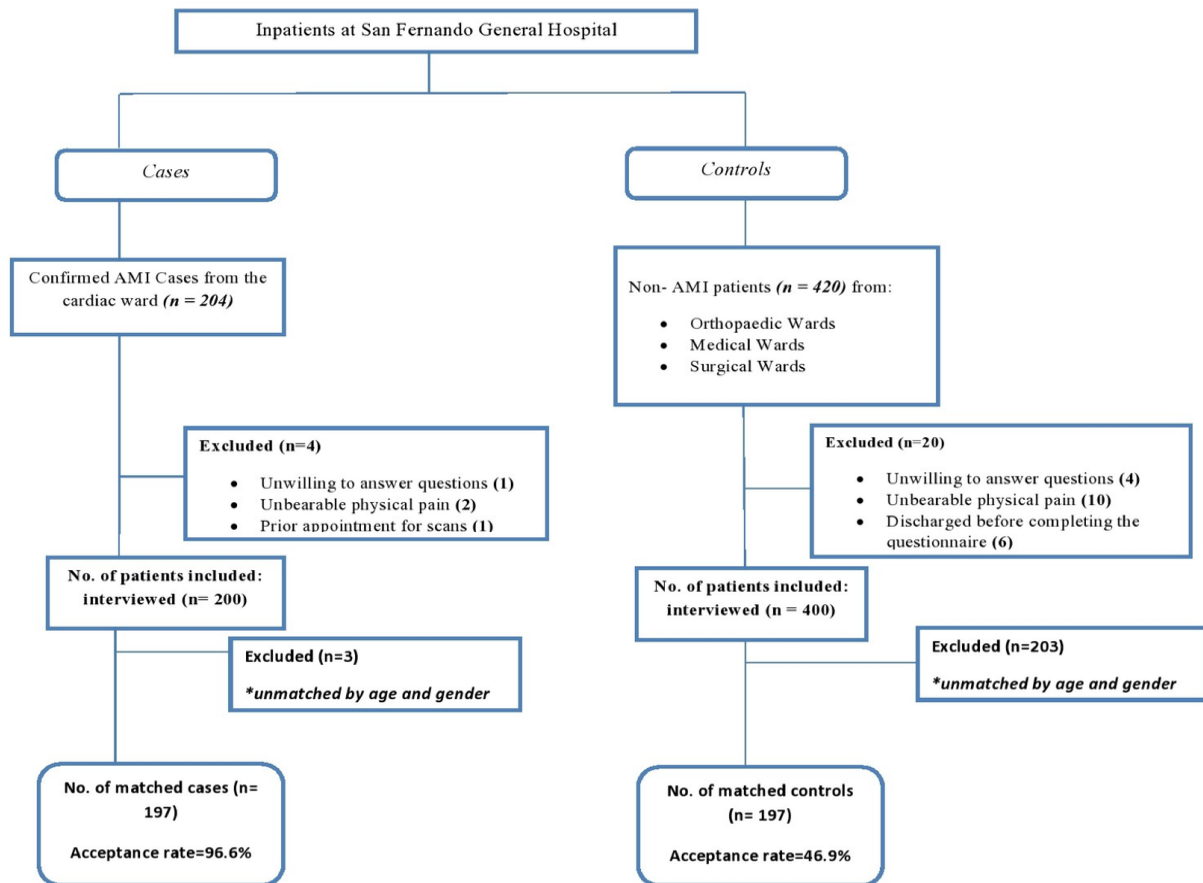 Inpatients at San Fernando General Hospital
Cases
Controls
Confirmed AMI Cases from the
cardiac ward (n = 204)
Non- AMI patients (n = 420) from:
• Orthopaedic Wards
• Medical Wards
• Surgical Wards
Excluded (n=4)
• Unwilling to answer questions (1)
• Unbearable physical pain (2)
• Prior appointment for scans (1)
Excluded (n=20)
• Unwilling to answer questions (4)
• Unbearable physical pain (10)
• Discharged before completing the
questionnaire (6)
No. of patients included:
interviewed (n= 200)
No. of patients included:
interviewed (n = 400)
Excluded (n=3)
*unmatched by age and gender
Excluded (n=203)
*unmatched by age and gender
No. of matched cases (n=
197)
Acceptance rate=96.6%
No. of matched controls
(n= 197)
Acceptance rate=46.9%